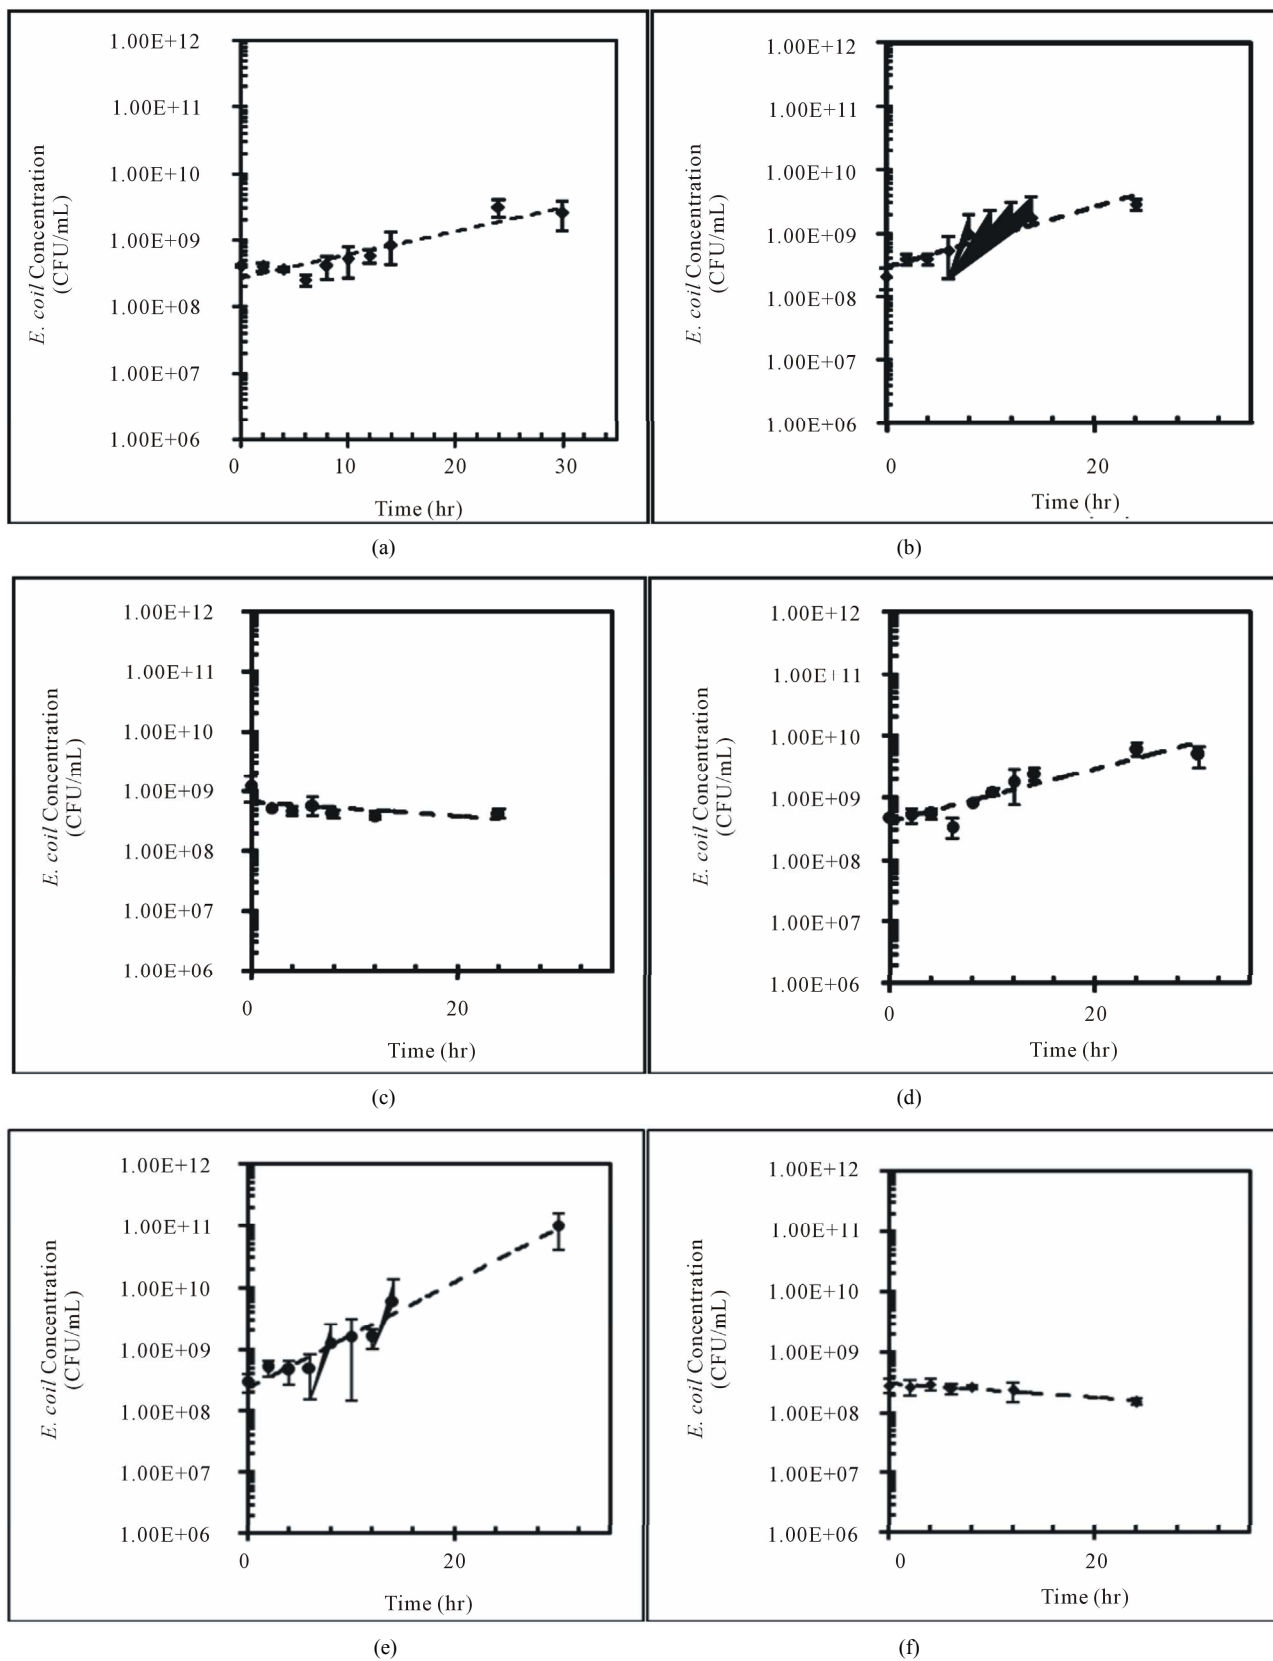 1.00E+12
1.00E+11
1.00E+10
1.00E+09
1.00E+08
1.00E+07
1.00E+06
E. coil Concentration
(CFU/mL)
0 10 20 30
Time (hr)
(a)
1.00E+12
1.00E+11
1.00E+10
1.00E+09
1.00E+08
1.00E+07
1.00E+06
E. coil Concentration
(CFU/mL)
0 20
Time (hr)
(b)
1.00E+12
1.00E+11
1.00E+10
1.00E+09
1.00E+08
1.00E+07
1.00E+06
E. coil Concentration
(CFU/mL)
0 20
Time (hr)
(c)
1.00E+12
1.00E+11
1.00E+10
1.00E+09
1.00E+08
1.00E+07
1.00E+06
E. coil Concentration
(CFU/mL)
0 20
Time (hr)
(d)
1.00E+12
1.00E+11
1.00E+10
1.00E+09
1.00E+08
1.00E+07
1.00E+06
E. coil Concentration
(CFU/mL)
0 20
Time (hr)
(e)
1.00E+12
1.00E+11
1.00E+10
1.00E+09
1.00E+08
1.00E+07
1.00E+06
E. coil Concentration
(CFU/mL)
0 20
Time (hr)
(f)